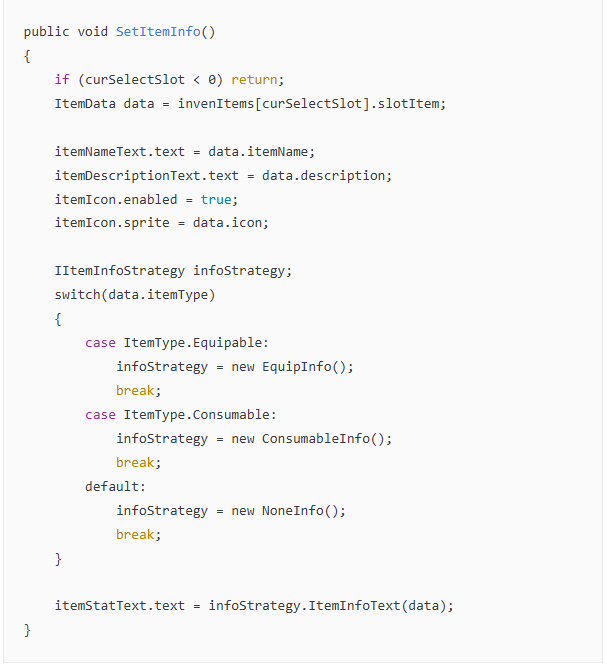 public void SetItemInfo()
{
    if (curSelectSlot < 0) return;
    ItemData data = invenItems[curSelectSlot].slotItem;

    itemNameText.text = data.itemName;
    itemDescriptionText.text = data.description;
    itemIcon.enabled = true;
    itemIcon.sprite = data.icon;

    IItemInfoStrategy infoStrategy;
    switch(data.itemType)
    {
        case ItemType.Equipable:
            infoStrategy = new EquipInfo();
            break;
        case ItemType.Consumable:
            infoStrategy = new ConsumableInfo();
            break;
        default:
            infoStrategy = new NoneInfo();
            break;
    }

    itemStatText.text = infoStrategy.ItemInfoText(data);
}